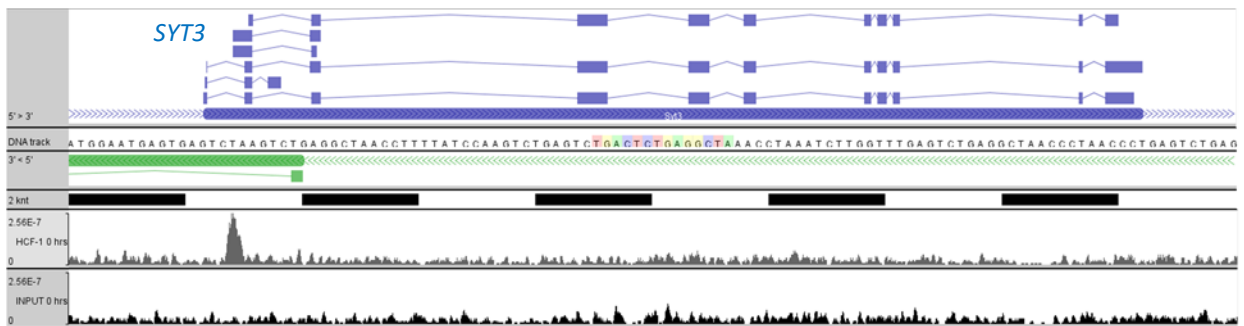 SYT3
5' > 3'
Syt3
DNA track
ATGGAATGAGTGAGTCTAAGTCTGAGGCTAACCTTTTATCCAAGTCTGAGTCTGACTCTGAGGCTAAACCTAAATCTTGGTTTGAGTCTGAGGCTAACCCTAACCCTGAGTCTGAG
3' < 5'
2 knt
2.56E-7
HCF-1 0 hrs
0
2.56E-7
INPUT 0 hrs
0